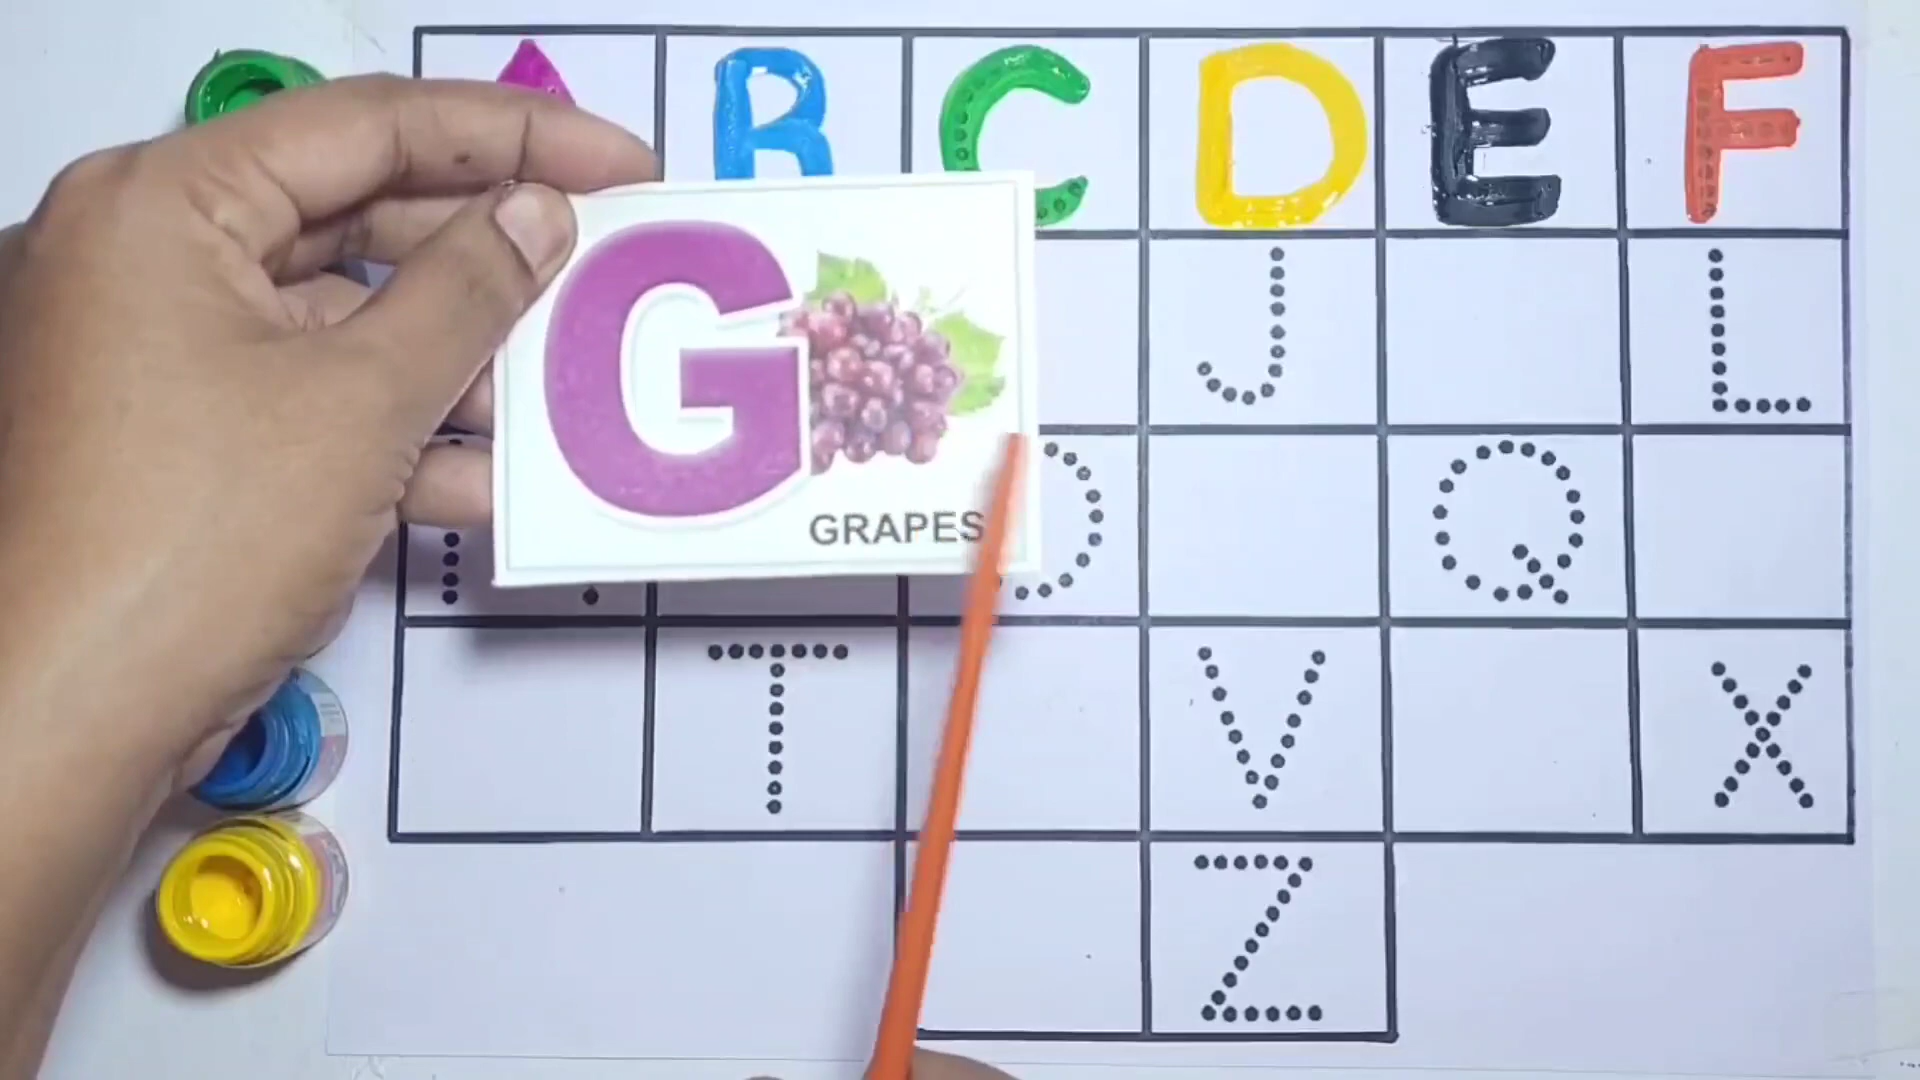 A B C D E F
G
GRAPES
J L
O Q
T V X
Z